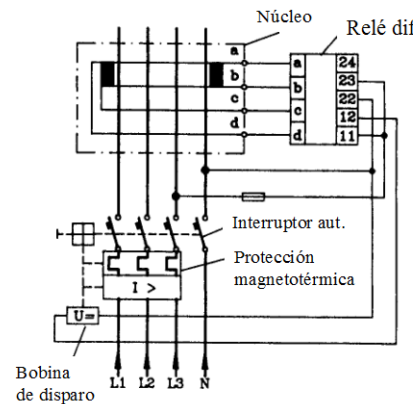 Núcleo
Relé dif
a
b
c
d
a
b
c
d
24
23
22
12
11
Interruptor aut.
Protección
magnetotérmica
I >
U=
Bobina
de disparo
L1 L2 L3 N